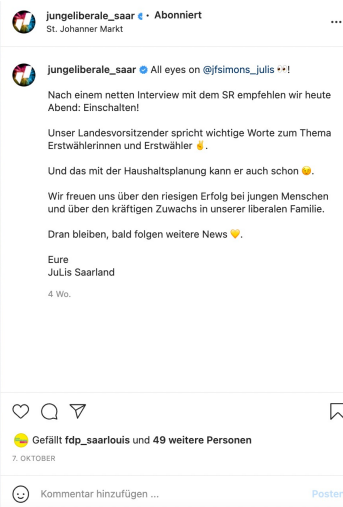 jungeliberale_saar • Abonniert
St. Johanner Markt
jungeliberale_saar All eyes on @jfsimons_julis 👀!
Nach einem netten Interview mit dem SR empfehlen wir heute
Abend: Einschalten!
Unser Landesvorsitzender spricht wichtige Worte zum Thema
Erstwählerinnen und Erstwähler ✌️.
Und das mit der Haushaltsplanung kann er auch schon 😏.
Wir freuen uns über den riesigen Erfolg bei jungen Menschen
und über den kräftigen Zuwachs in unserer liberalen Familie.
Dran bleiben, bald folgen weitere News 💛.
Eure
JuLis Saarland
4 Wo.
Gefällt fdp_saarlouis und 49 weitere Personen
7. OKTOBER
Kommentar hinzufügen ...
Posten